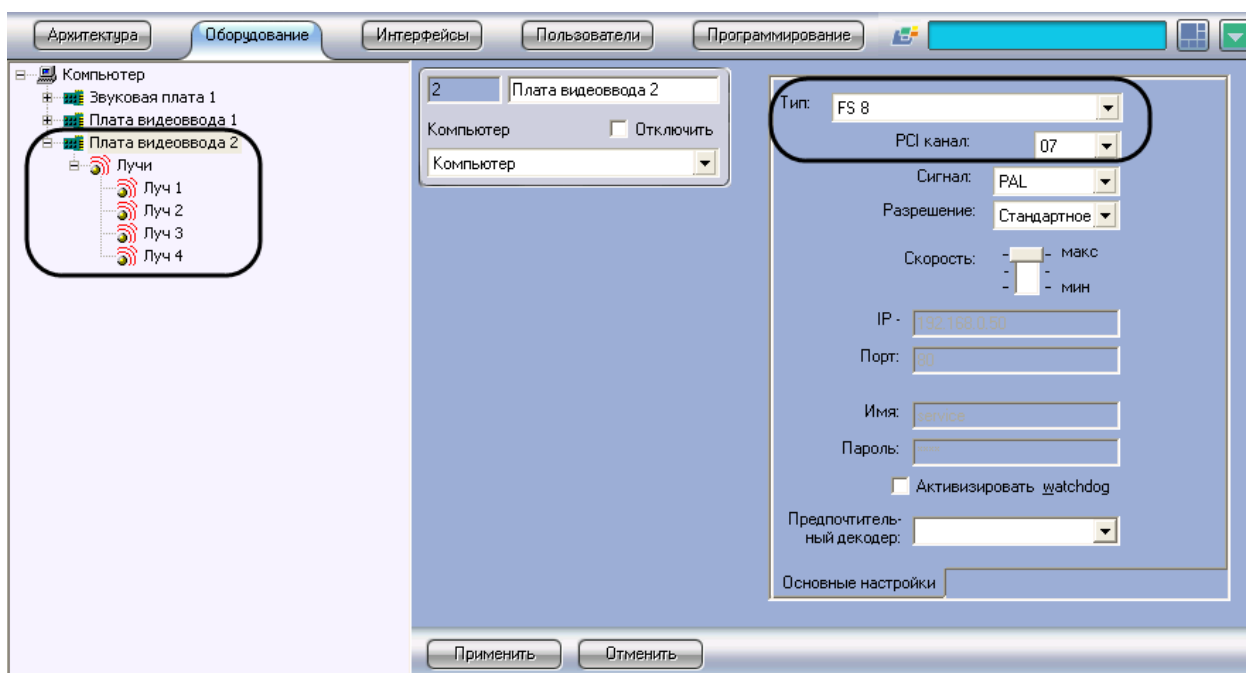 Архитектура Оборудование Интерфейсы Пользователи Программирование
Компьютер
Звуковая плата 1
Плата видеоввода 1
Плата видеоввода 2
Лучи
Луч 1
Луч 2
Луч 3
Луч 4
2 Плата видеоввода 2
Компьютер Отключить
Компьютер
Тип: FS 8
PCI канал: 07
Сигнал: PAL
Разрешение: Стандартное
Скорость: макс
мин
IP -
Порт:
Имя:
Пароль:
Активизировать watchdog
Предпочтитель-
ный декодер:
Основные настройки
Применить Отменить